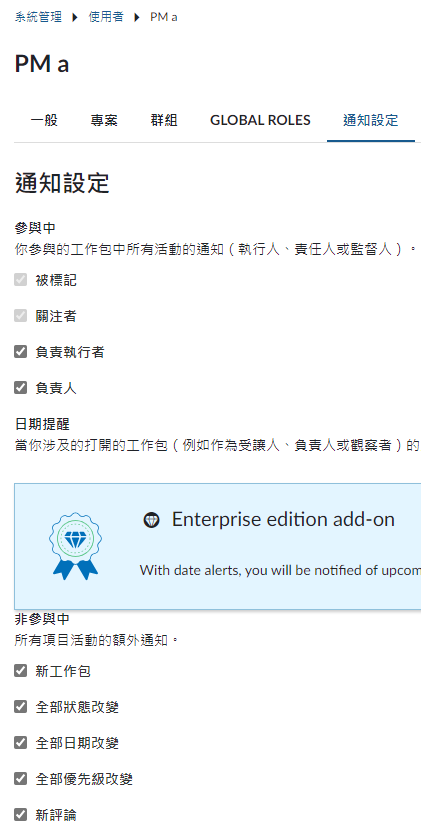 系統管理 ▶ 使用者 ▶ PM a
PM a
一般 專案 群組 GLOBAL ROLES 通知設定
通知設定
參與中
你參與的工作包中所有活動的通知（執行人、責任人或監督人）。
被標記
關注者
負責執行者
負責人
日期提醒
當你涉及的打開的工作包（例如作為受讓人、負責人或觀察者）的
Enterprise edition add-on
With date alerts, you will be notified of upcom
非參與中
所有項目活動的額外通知。
新工作包
全部狀態改變
全部日期改變
全部優先級改變
新評論